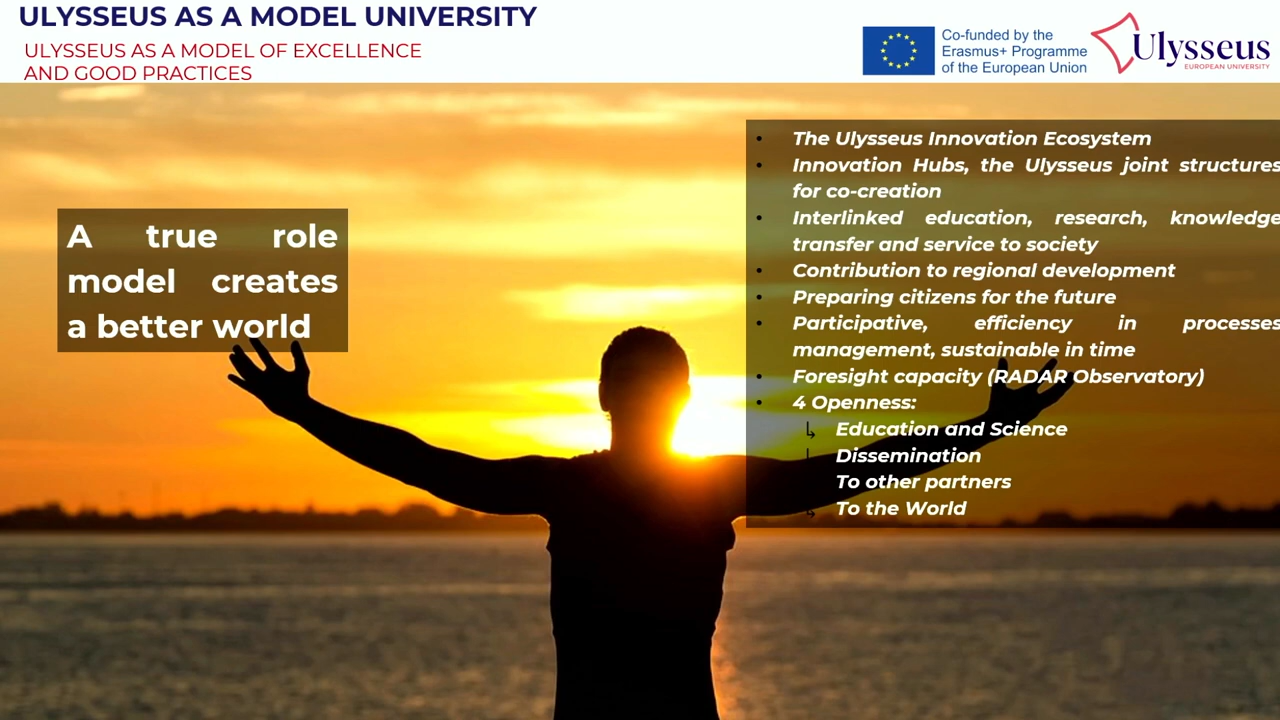 ULYSSEUS AS A MODEL UNIVERSITY
ULYSSEUS AS A MODEL OF EXCELLENCE
AND GOOD PRACTICES
Co-funded by the
Erasmus+ Programme
of the European Union
Ulysseus
EUROPEAN UNIVERSITY
A true role
model creates
a better world
• The Ulysseus Innovation Ecosystem
• Innovation Hubs, the Ulysseus joint structures
for co-creation
• Interlinked education, research, knowledge
transfer and service to society
• Contribution to regional development
• Preparing citizens for the future
• Participative, efficiency in processes
management, sustainable in time
• Foresight capacity (RADAR Observatory)
• 4 Openness:
↳ Education and Science
↳ Dissemination
To other partners
↳ To the World